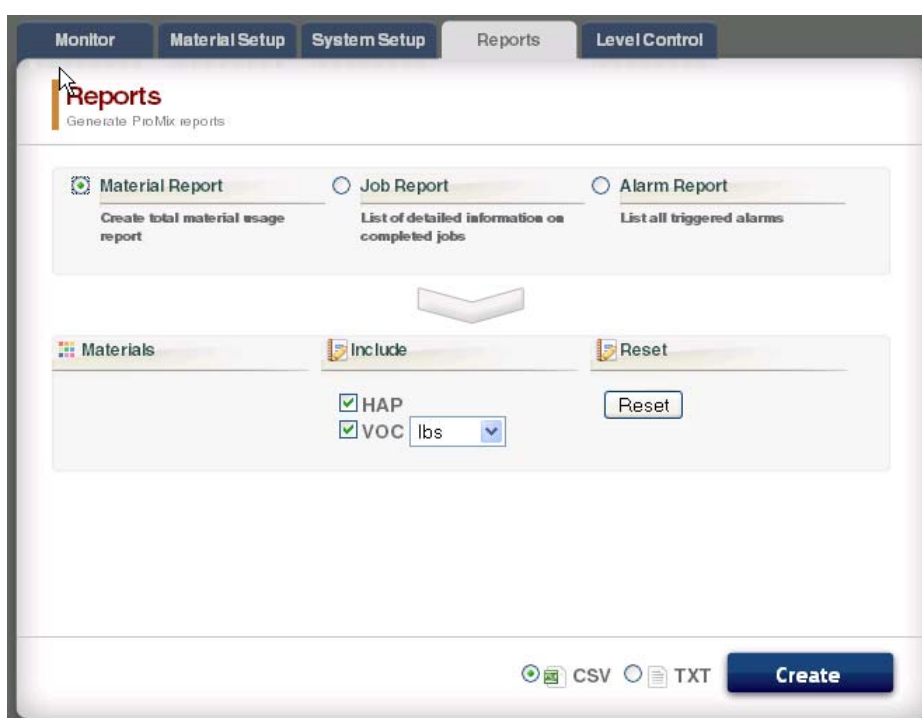 Monitor Material Setup System Setup Reports Level Control
Reports
Generate ProMix reports
Material Report Job Report Alarm Report
Create total material usage report
List of detailed information on completed jobs
List all triggered alarms
Materials Include Reset
HAP Reset
VOC lbs
CSV TXT Create